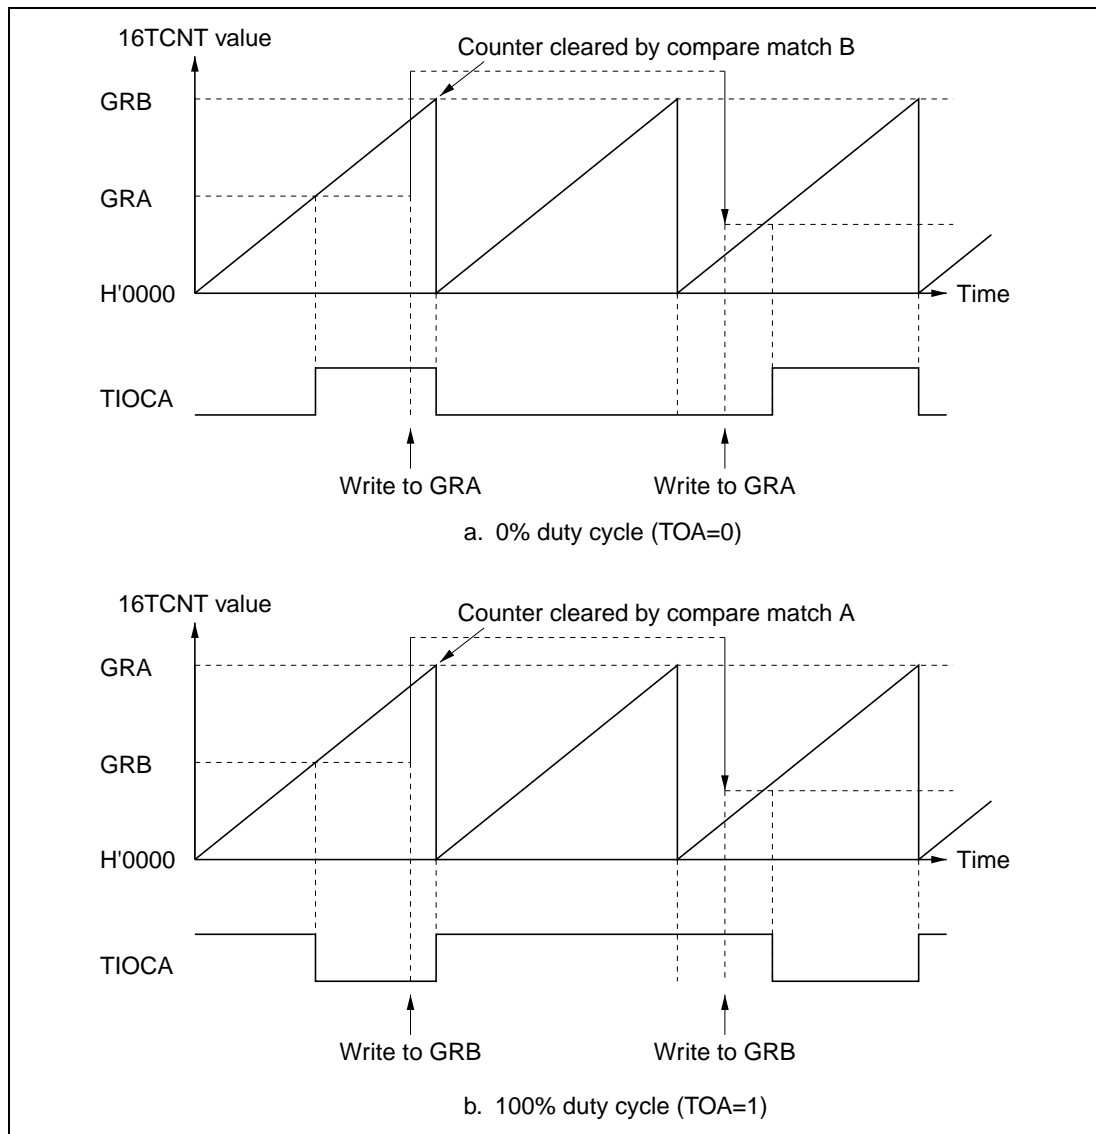 16TCNT value
Counter cleared by compare match B
GRB
GRA
H'0000
Time
TIOCA
Write to GRA
Write to GRA
a. 0% duty cycle (TOA=0)
16TCNT value
Counter cleared by compare match A
GRA
GRB
H'0000
Time
TIOCA
Write to GRB
Write to GRB
b. 100% duty cycle (TOA=1)